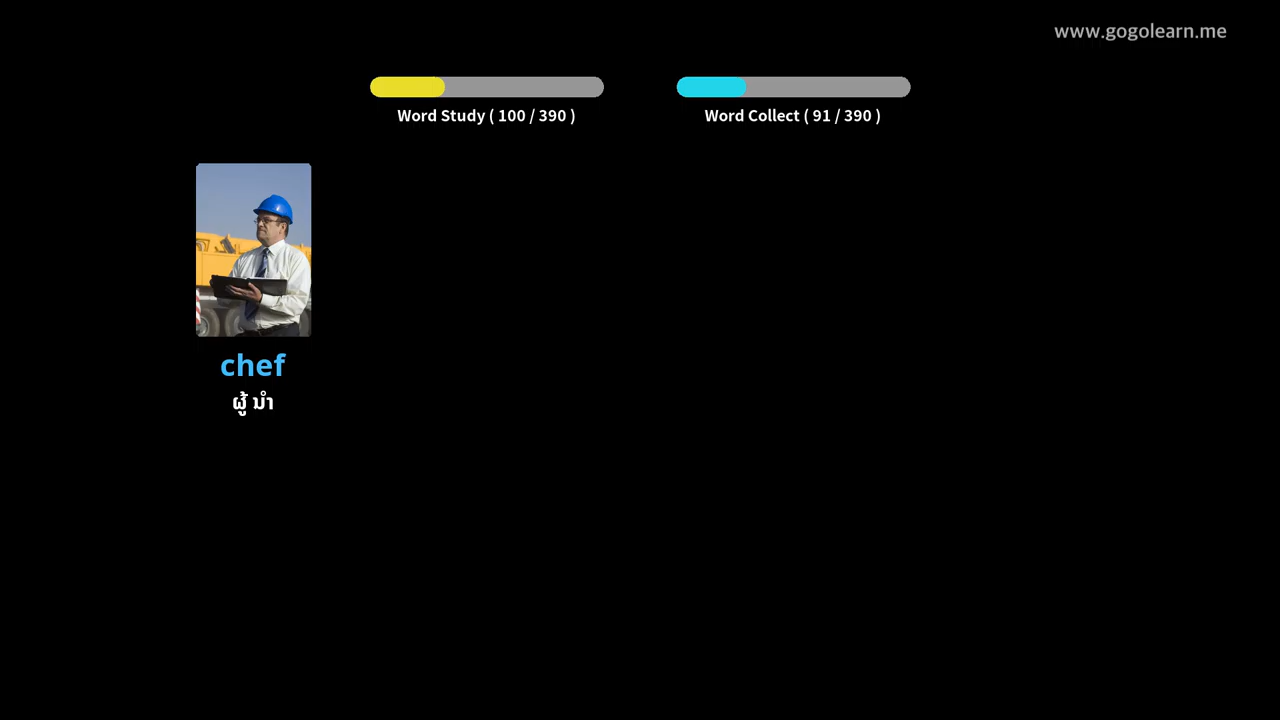 www.gogolearn.me
Word Study ( 100 / 390 )
Word Collect ( 91 / 390 )
chef
ຜູ້ ນຳ